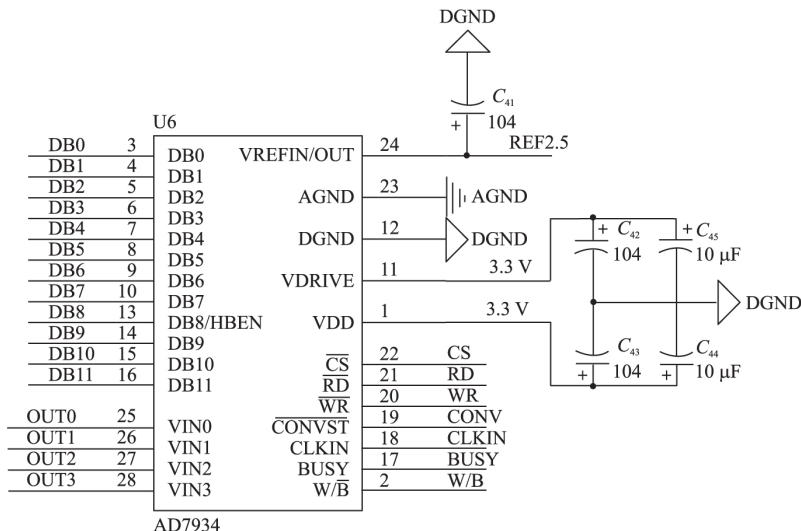 DGND
C41
+ 104
U6
DB0 3 DB0 VREFIN/OUT 24 REF2.5
DB1 4 DB1
DB2 5 DB2 AGND 23 AGND
DB3 6 DB3
DB4 7 DB4 DGND 12 DGND
DB5 8 DB5
DB6 9 DB6 VDRIVE 11 3.3 V
DB7 10 DB7
DB8 13 DB8/HBEN VDD 1 3.3 V
DB9 14 DB9
DB10 15 DB10 CS 22 CS
DB11 16 DB11 RD 21 RD
WR 20 WR
OUT0 25 VIN0 CONVST 19 CONV
OUT1 26 VIN1 CLKIN 18 CLKIN
OUT2 27 VIN2 BUSY 17 BUSY
OUT3 28 VIN3 W/B 2 W/B
AD7934
+ C42 + C45
104 10 μF
DGND
C43 C44
+ 104 + 10 μF